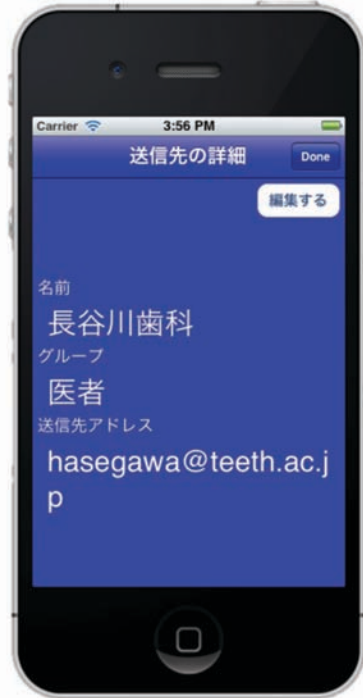 Carrier 3:56 PM
送信先の詳細 Done
編集する
名前
長谷川歯科
グループ
医者
送信先アドレス
hasegawa@teeth.ac.j
p